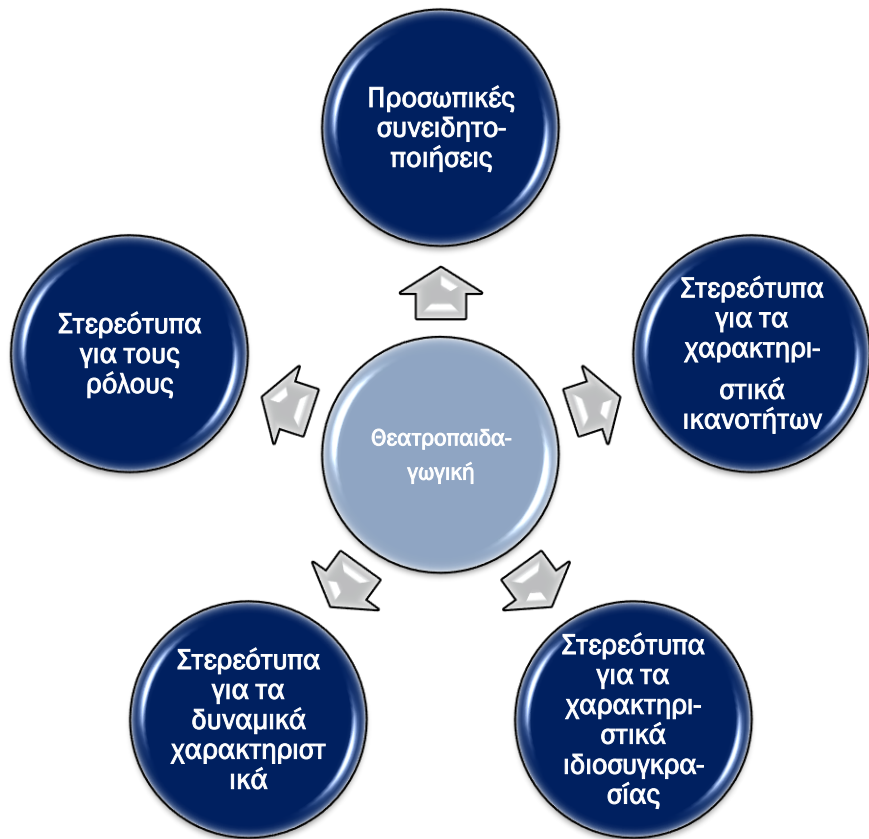 Προσωπικές
συνειδητο-
ποιήσεις
Στερεότυπα
για τα
χαρακτηρι-
στικά
ικανοτήτων
Στερεότυπα
για τα
χαρακτηρι-
στικά
ιδιοσυγκρα-
σίας
Στερεότυπα
για τα
δυναμικά
χαρακτηριστ
ικά
Στερεότυπα
για τους
ρόλους
Θεατροπαιδα-
γωγική